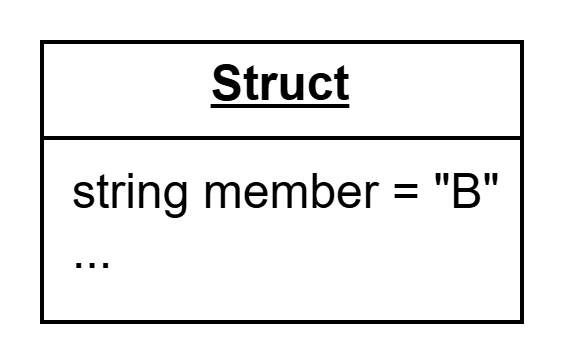 Struct
string member = "B"
...